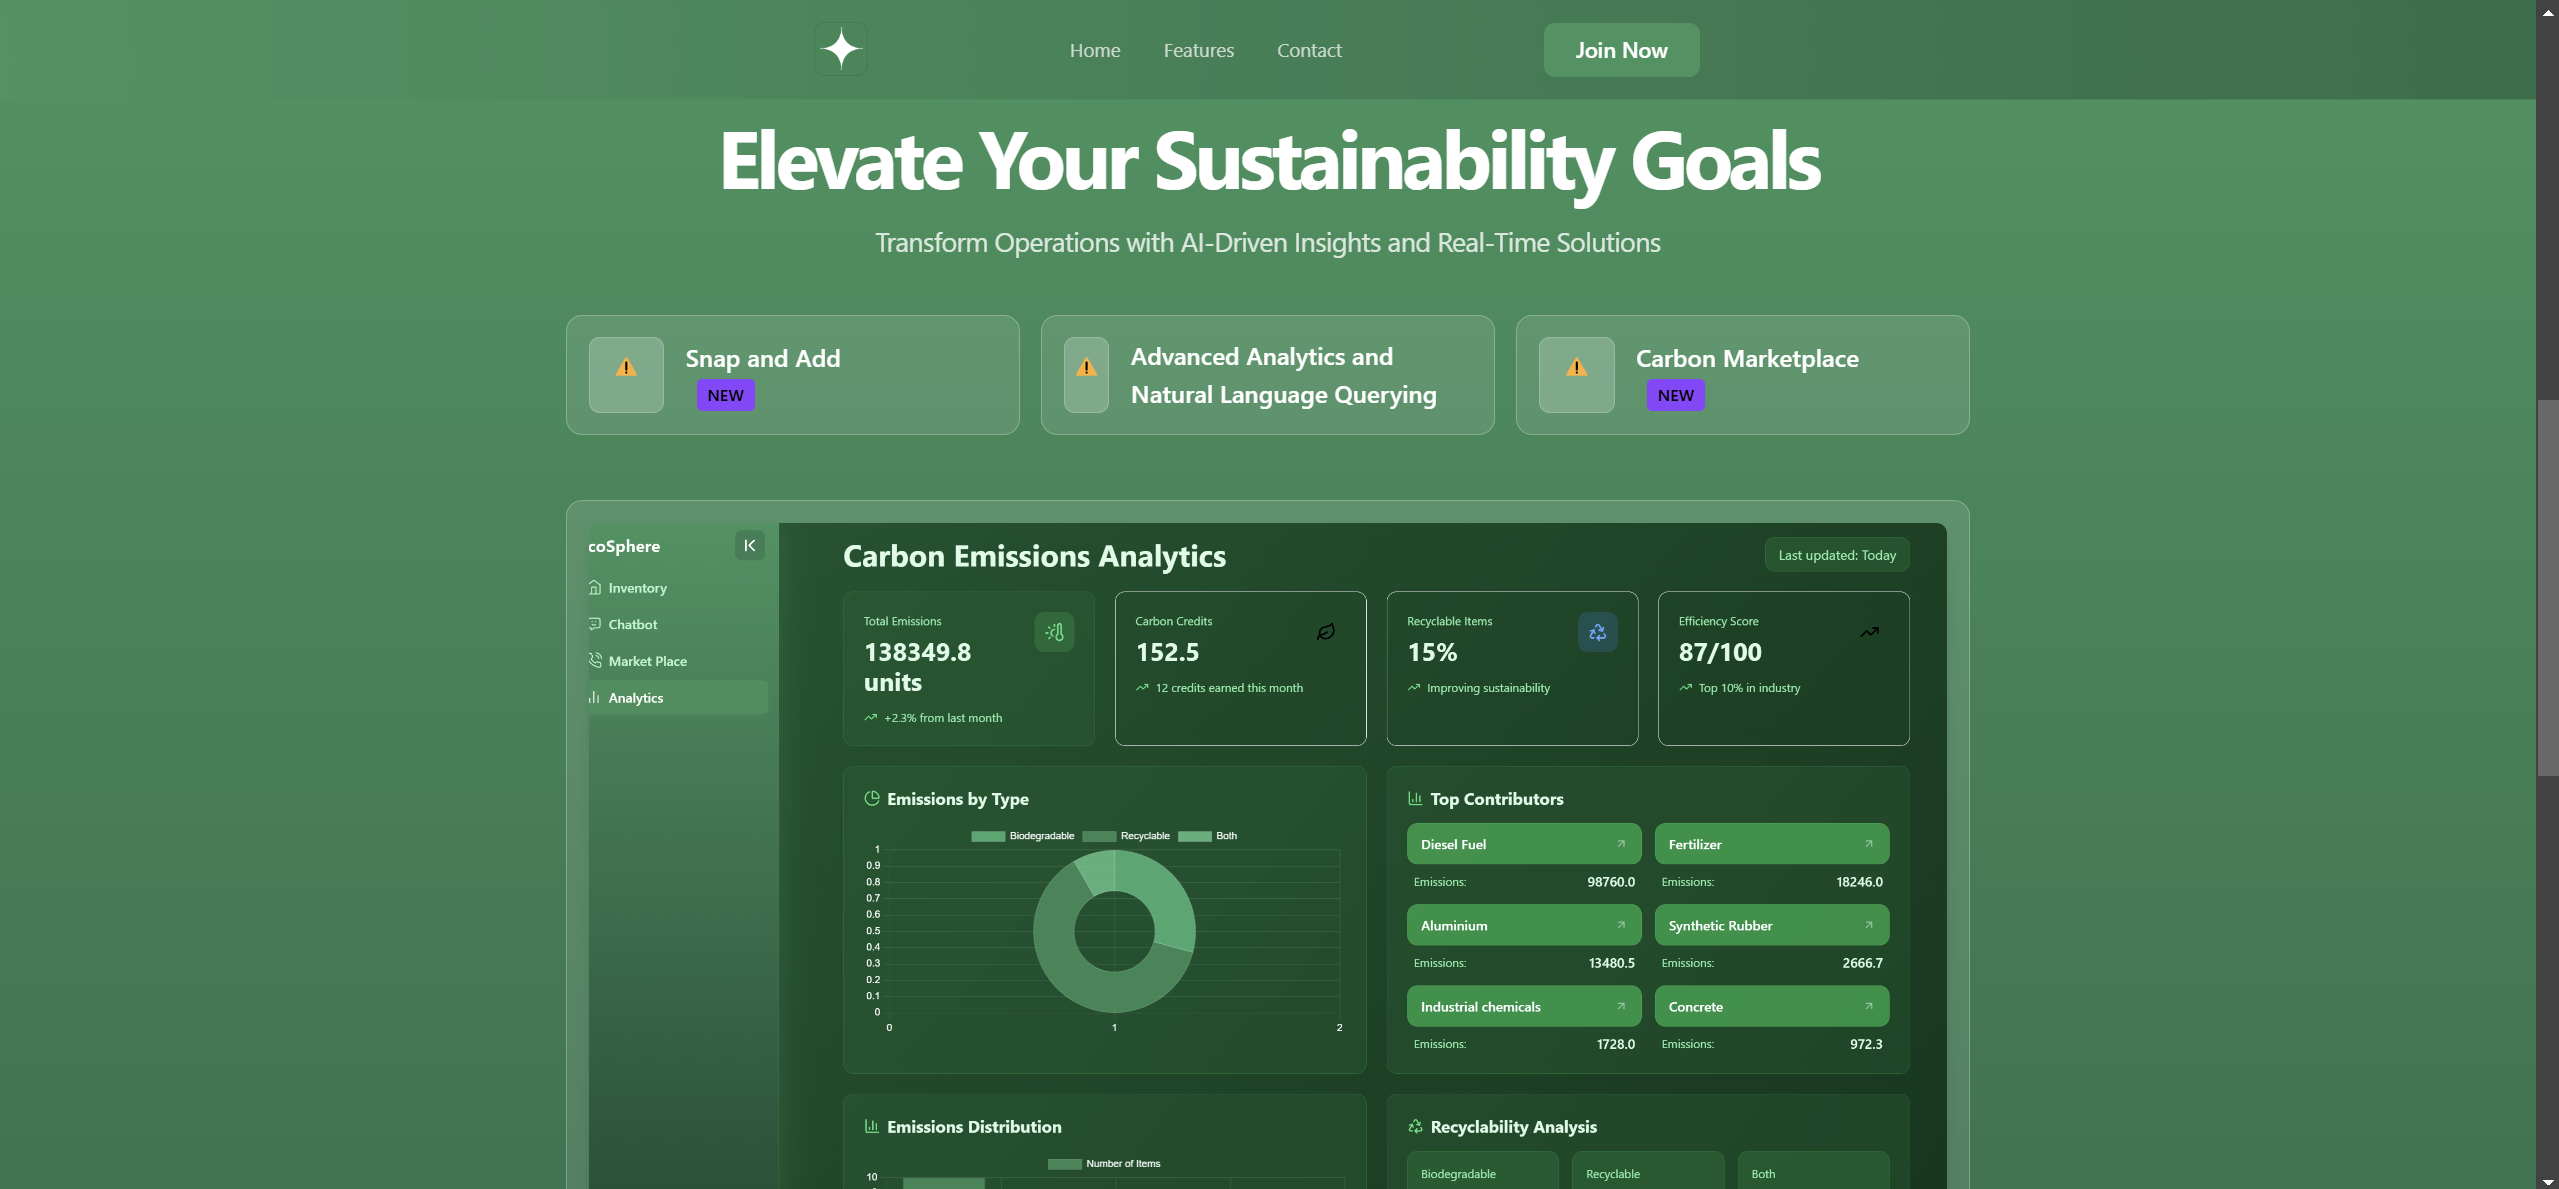 Home
Features
Contact
Join Now
Elevate Your Sustainability Goals
Transform Operations with AI-Driven Insights and Real-Time Solutions
Snap and Add
NEW
Advanced Analytics and
Natural Language Querying
Carbon Marketplace
NEW
coSphere
Inventory
Chatbot
Market Place
Analytics
Carbon Emissions Analytics
Last updated: Today
Total Emissions
138349.8
units
+2.3% from last month
Carbon Credits
152.5
12 credits earned this month
Recyclable Items
15%
Improving sustainability
Efficiency Score
87/100
Top 10% in industry
Emissions by Type
Biodegradable
Recyclable
Both
1
0.9
0.8
0.7
0.6
0.5
0.4
0.3
0.2
0.1
0
0
1
2
Top Contributors
Diesel Fuel
Emissions: 98760.0
Fertilizer
Emissions: 18246.0
Aluminium
Emissions: 13480.5
Synthetic Rubber
Emissions: 2666.7
Industrial chemicals
Emissions: 1728.0
Concrete
Emissions: 972.3
Emissions Distribution
Number of Items
10
Recyclability Analysis
Biodegradable
Recyclable
Both